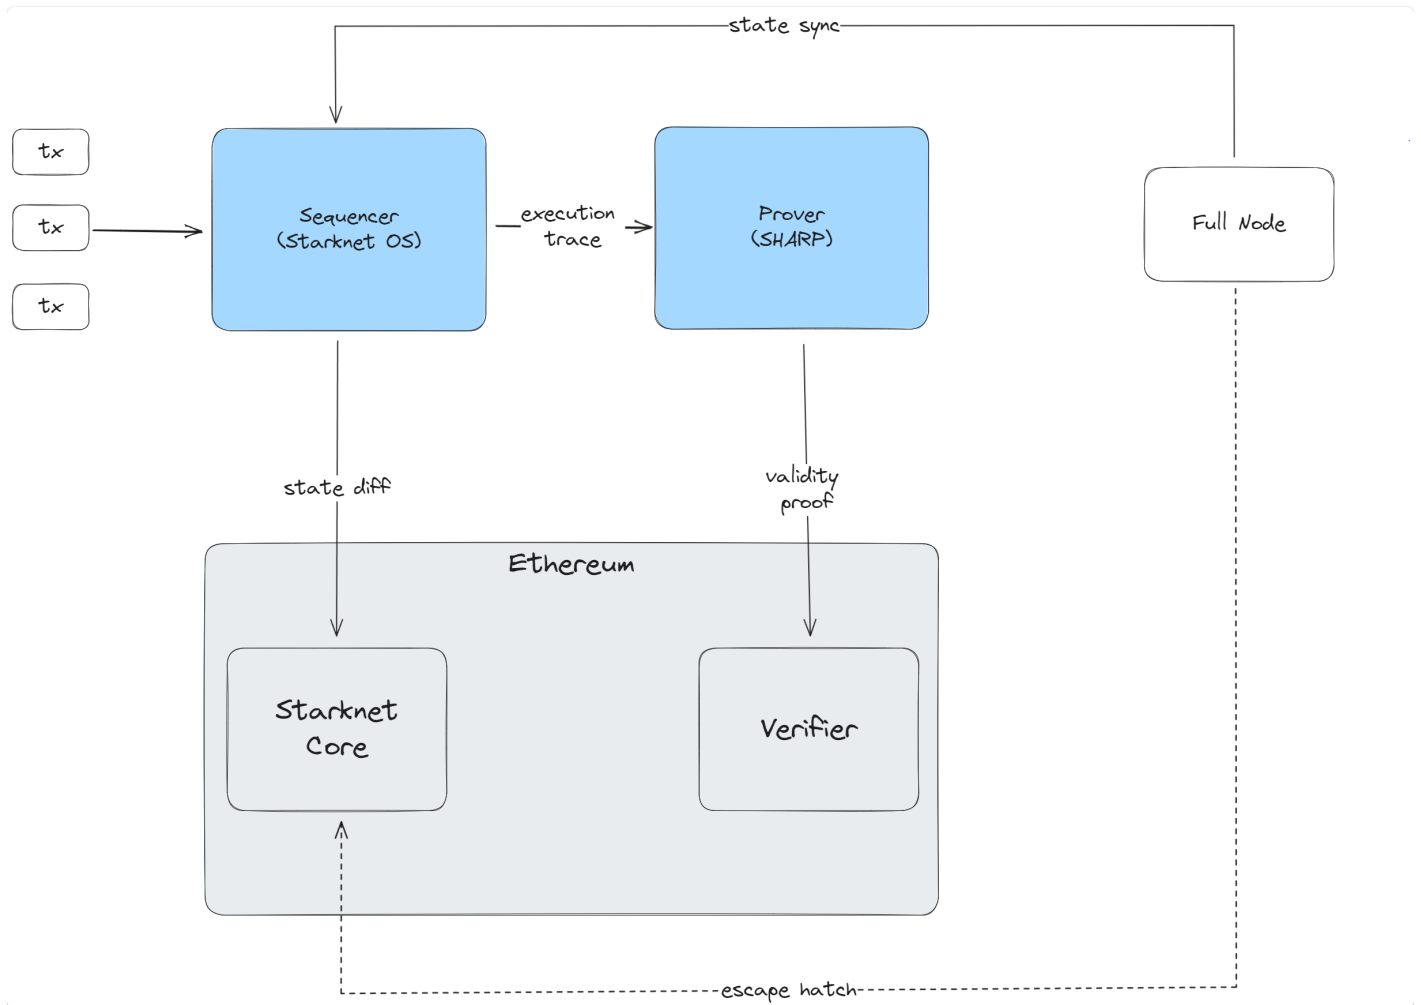 state sync
tx
tx
tx
Sequencer
(Starknet OS)
execution
trace
Prover
(SHARP)
Full Node
state diff
validity
proof
Ethereum
Starknet
Core
Verifier
escape hatch